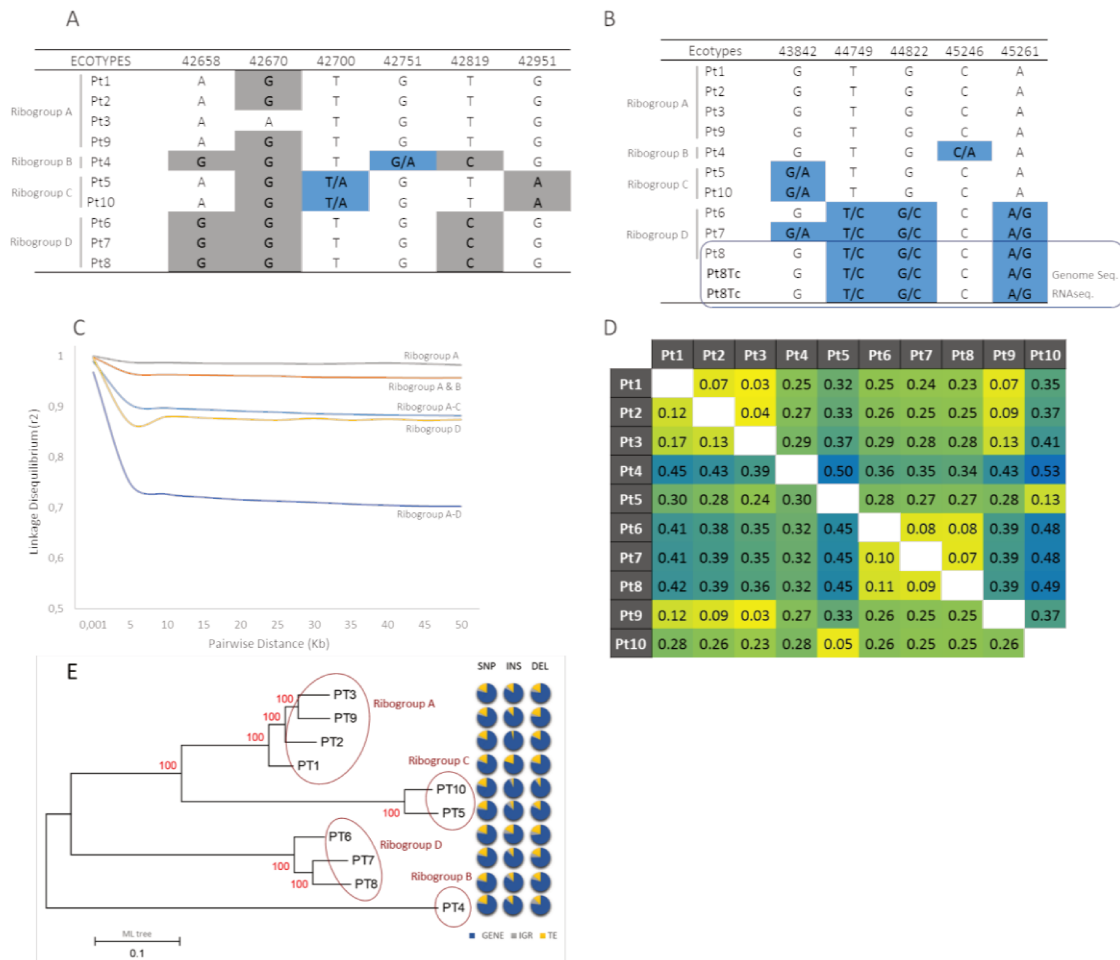 A
ECOTYPES 42658 42670 42700 42751 42819 42951
Ribogroup A
Pt1 A G T G T G
Pt2 A G T G T G
Pt3 A A T G T G
Pt9 A G T G T G
Ribogroup B
Pt4 G G T G/A C G
Ribogroup C
Pt5 A G T/A G T A
Pt10 A G T/A G T A
Ribogroup D
Pt6 G G T G C G
Pt7 G G T G C G
Pt8 G G T G C G
B
Ecotypes 43842 44749 44822 45246 45261
Ribogroup A
Pt1 G T G C A
Pt2 G T G C A
Pt3 G T G C A
Pt9 G T G C A
Ribogroup B
Pt4 G T G C/A A
Ribogroup C
Pt5 G/A T G C A
Pt10 G/A T G C A
Ribogroup D
Pt6 G T/C G/C C A/G
Pt7 G/A T/C G/C C A/G
Pt8 G T/C G/C C A/G
Pt8Tc G T/C G/C C A/G Genome Seq.
Pt8Tc G T/C G/C C A/G RNAseq.
C
Linkage Disequilibrium (r2)
1
0,9
0,8
0,7
0,6
0,5
Ribogroup A
Ribogroup A & B
Ribogroup A-C
Ribogroup D
Ribogroup A-D
0,001 5 10 15 20 25 30 35 40 45 50
Pairwise Distance (Kb)
D
Pt1 Pt2 Pt3 Pt4 Pt5 Pt6 Pt7 Pt8 Pt9 Pt10
Pt1 0.07 0.03 0.25 0.32 0.25 0.24 0.23 0.07 0.35
Pt2 0.12 0.04 0.27 0.33 0.26 0.25 0.25 0.09 0.37
Pt3 0.17 0.13 0.29 0.37 0.29 0.28 0.28 0.13 0.41
Pt4 0.45 0.43 0.39 0.50 0.36 0.35 0.34 0.43 0.53
Pt5 0.30 0.28 0.24 0.30 0.28 0.27 0.27 0.28 0.13
Pt6 0.41 0.38 0.35 0.32 0.45 0.08 0.08 0.39 0.48
Pt7 0.41 0.39 0.35 0.32 0.45 0.10 0.07 0.39 0.48
Pt8 0.42 0.39 0.36 0.32 0.45 0.11 0.09 0.39 0.49
Pt9 0.12 0.09 0.03 0.27 0.33 0.26 0.25 0.25 0.37
Pt10 0.28 0.26 0.23 0.28 0.05 0.26 0.25 0.25 0.26
E
SNP INS DEL
100 PT3 Ribogroup A
100 PT9
100 PT2
100 PT1
Ribogroup C
PT10
100 PT5
PT6
Ribogroup D
100 PT7
100 PT8
Ribogroup B
PT4
ML tree
0.1
GENE IGR TE